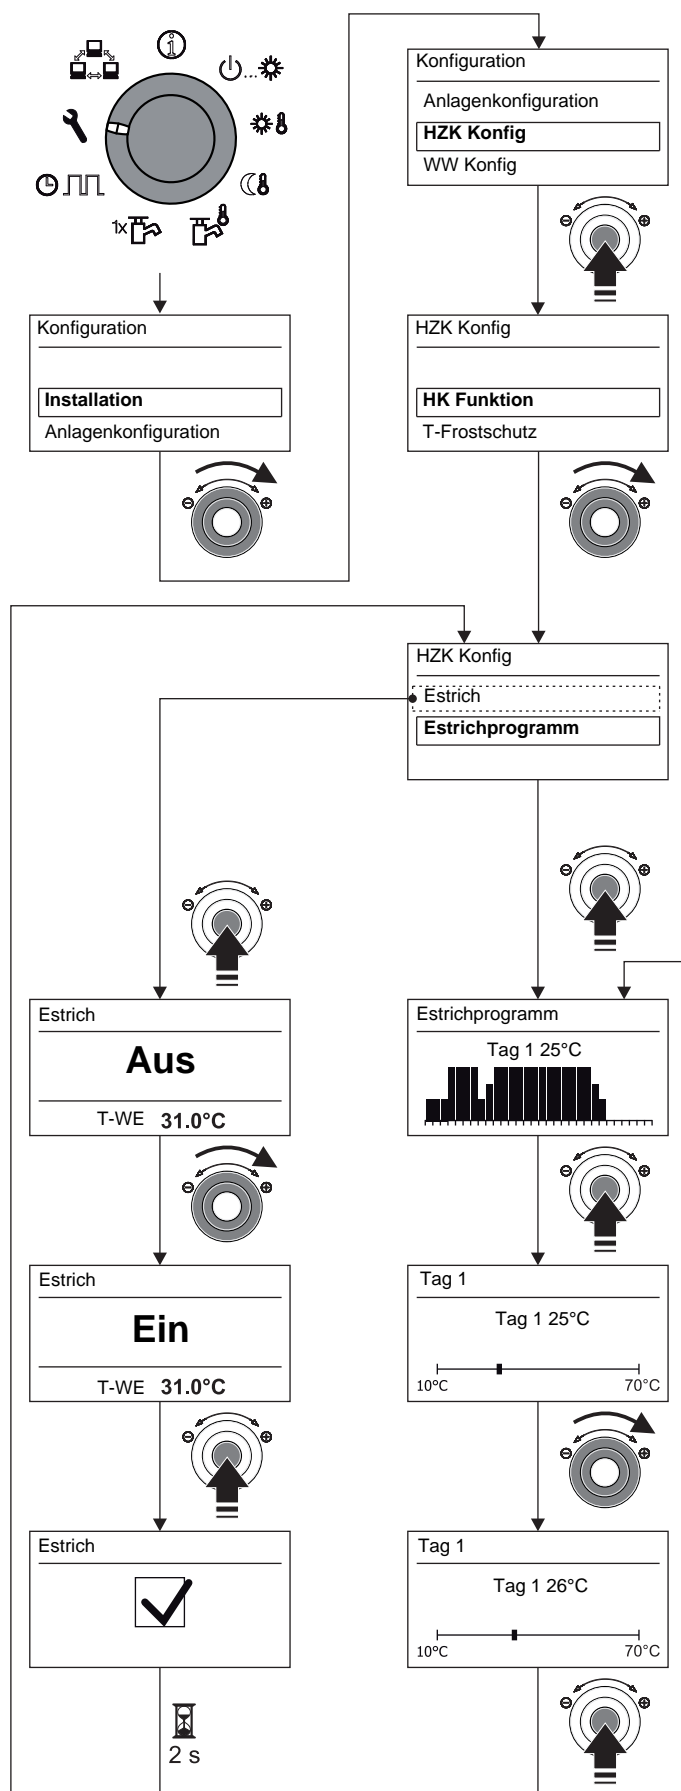 1x
Konfiguration
Installation
Anlagenkonfiguration
Konfiguration
Anlagenkonfiguration
HZK Konfig
WW Konfig
HZK Konfig
HK Funktion
T-Frostschutz
HZK Konfig
Estrich
Estrichprogramm
Estrich
Aus
T-WE 31.0°C
Estrich
Ein
T-WE 31.0°C
Estrich
2 s
Estrichprogramm
Tag 1 25°C
Tag 1
Tag 1 25°C
10°C 70°C
Tag 1
Tag 1 26°C
10°C 70°C